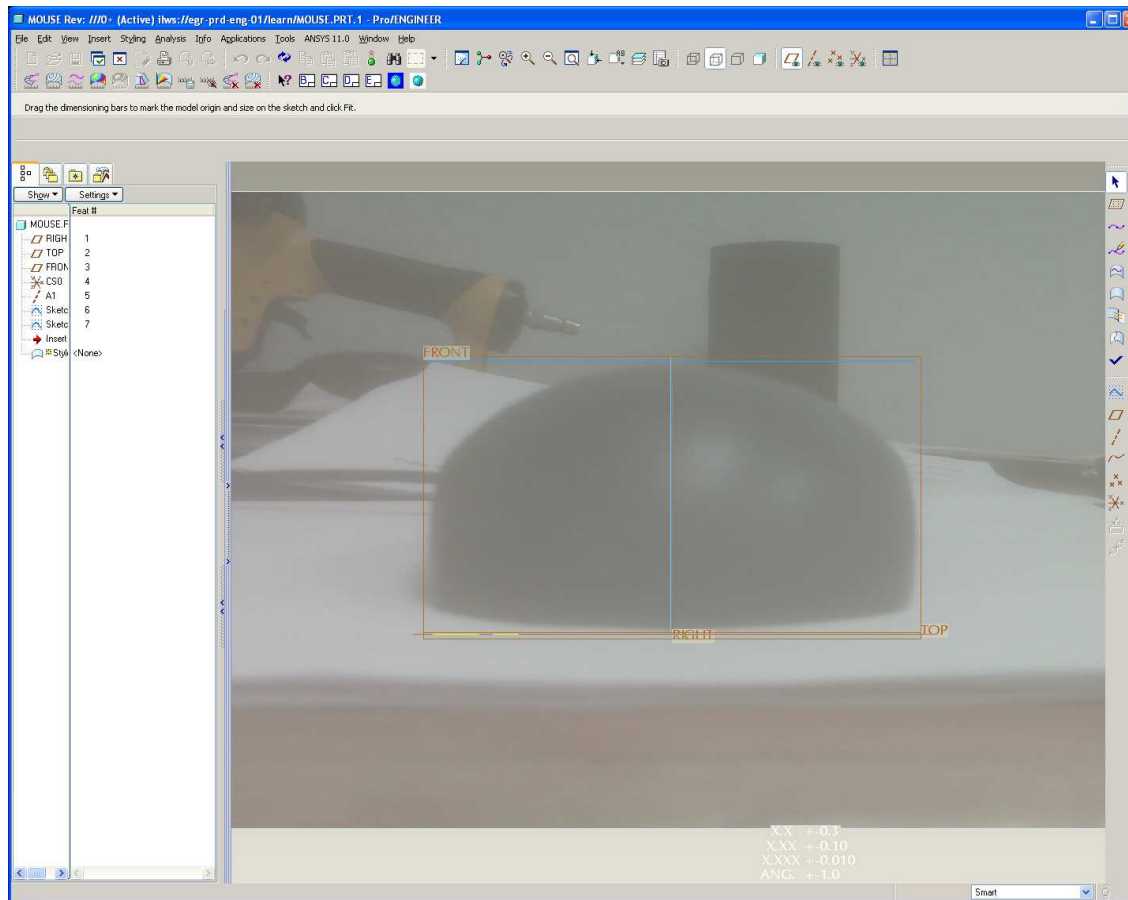 MOUSE Rev: ///0+ (Active) ilws://egr-prd-eng-01/learn/MOUSE.PRT.1 - Pro/ENGINEER
File Edit View Insert Styling Analysis Info Applications Tools ANSYS 11.0 Window Help
B C D E
Drag the dimensioning bars to mark the model origin and size on the sketch and click Fit.
Show Settings
Feat #
MOUSE.F
RIGH 1
TOP 2
FRON 3
CS0 4
A1 5
Sketc 6
Sketc 7
Insert
Styl <None>
FRONT
RIGHT
TOP
X.X +-0.3
X.XX +-0.10
X.XXX +-0.010
ANG. +-1.0
Smart